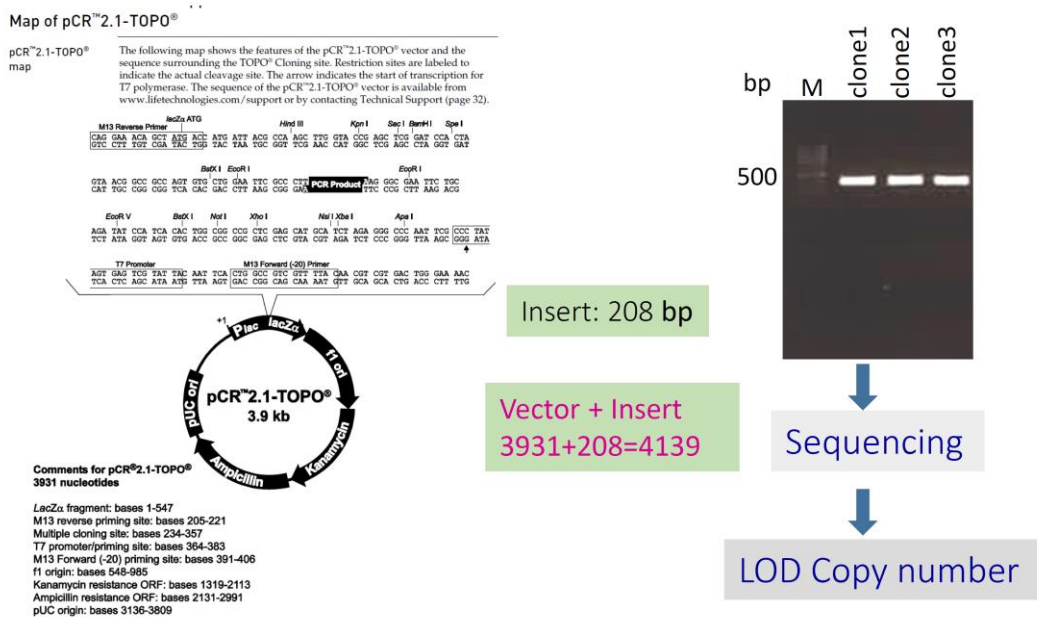 Map of pCR™2.1-TOPO®
pCR™2.1-TOPO®
map
The following map shows the features of the pCR™2.1-TOPO® vector and the
sequence surrounding the TOPO® Cloning site. Restriction sites are labeled to
indicate the actual cleavage site. The arrow indicates the start of transcription for
T7 polymerase. The sequence of the pCR™2.1-TOPO® vector is available from
www.lifetechnologies.com/support or by contacting Technical Support (page 32).
M13 Reverse Primer lacZα ATG Hind III Kpn I Sac I BamH I Spe I
CAG GAA ACA GCT ATG ACC ATG ATT ACG CCA AGC TTG GTA CCG AGC TCG GAT CCA CTA
GTC CTT TGT CGA TAC TGG TAC TAA TGC GGT TCG AAC CAT GGC TCG AGC CTA GGT GAT
BstX I EcoR I EcoR I
GTA ACG GCC GCC AGT GTG CTG GAA TTC GCC CTT PCR Product AAG GGC GAA TTC TGC
CAT TGC CGG CGG TCA CAC GAC CTT AAG CGG GAA TTC CCG CTT AAG ACG
EcoR V BstX I Not I Xho I Nsi I Xba I Apa I
AGA TAT CCA TCA CAC TGG CGG CCG CTC GAG CAT GCA TCT AGA GGG CCC AAT TCG CCC TAT
TCT ATA GGT AGT GTG ACC GCC GGC GAG CTC GTA CGT AGA TCT CCC GGG TTA AGC GGG ATA
T7 Promoter M13 Forward (-20) Primer
AGT GAG TCG TAT TAC AAT TCA CTG GCC GTC GTT TTA CAA CGT CGT GAC TGG GAA AAC
TCA CTC AGC ATA ATG TTA AGT GAC CGG CAG CAA AAT GTT GCA GCA CTG ACC CTT TTG
+1
Plac
lacZα
f1 ori
Kanamycin
Ampicillin
pUC ori
pCR™2.1-TOPO®
3.9 kb
Comments for pCR®2.1-TOPO®
3931 nucleotides
LacZα fragment: bases 1-547
M13 reverse priming site: bases 205-221
Multiple cloning site: bases 234-357
T7 promoter/priming site: bases 364-383
M13 Forward (-20) priming site: bases 391-406
f1 origin: bases 548-985
Kanamycin resistance ORF: bases 1319-2113
Ampicillin resistance ORF: bases 2131-2991
pUC origin: bases 3136-3809
Insert: 208 bp
Vector + Insert
3931+208=4139
bp M clone1 clone2 clone3
500
Sequencing
LOD Copy number